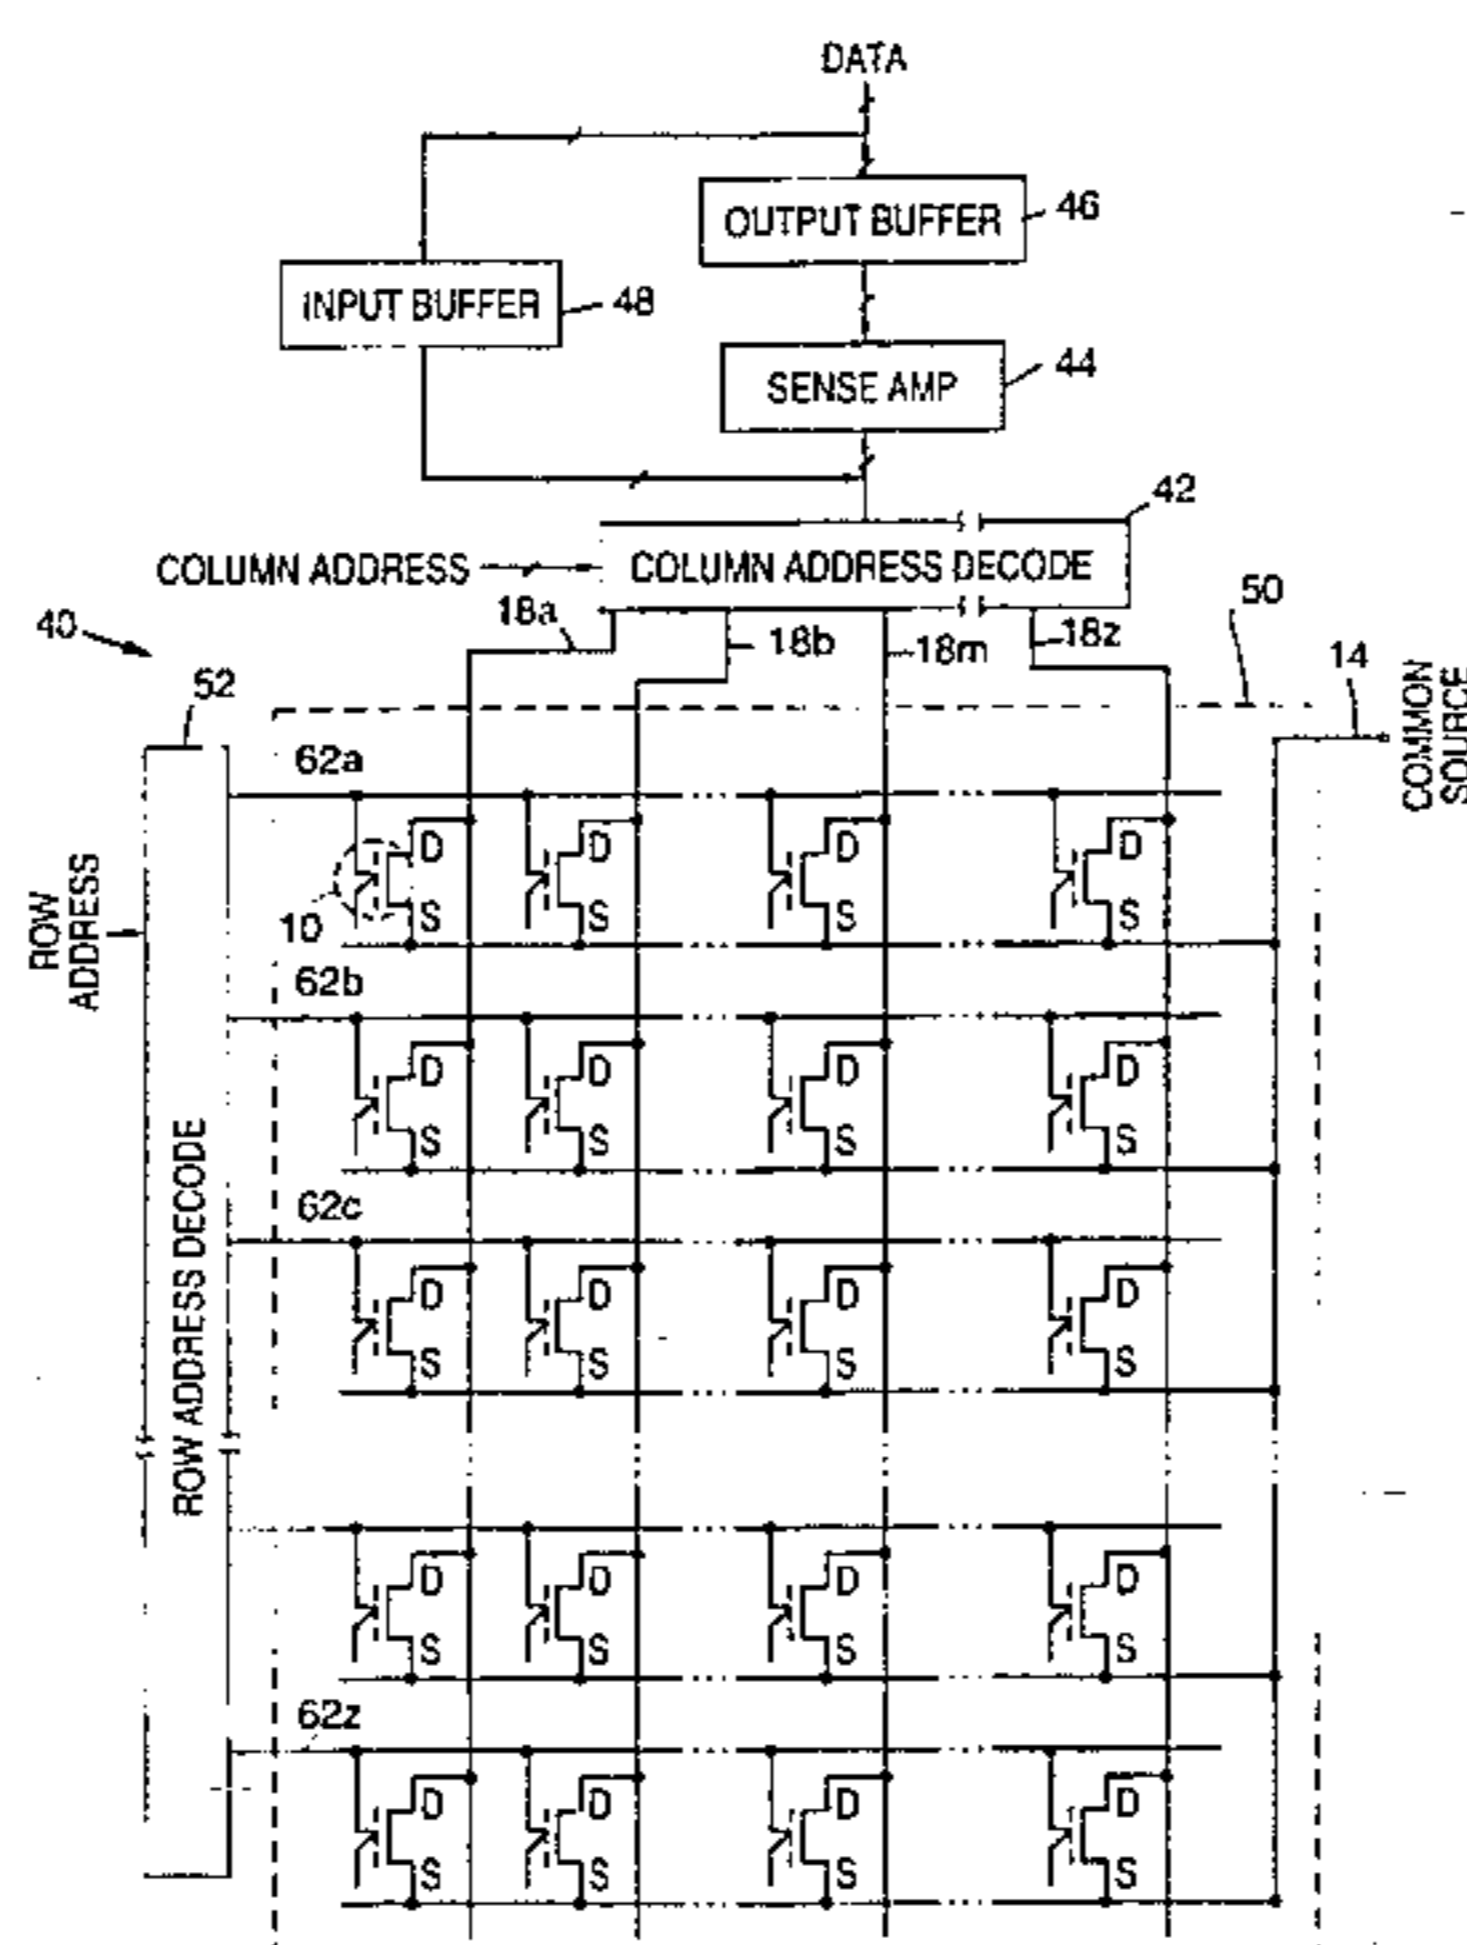 DATA
OUTPUT BUFFER
46
INPUT BUFFER
48
SENSE AMP
44
42
COLUMN ADDRESS
COLUMN ADDRESS DECODE
50
40
18a
18b
18m
18z
14
COMMON
SOURCE
52
62a
D
D
D
D
ROW
ADDRESS
10
S
S
S
S
62b
D
D
D
D
S
S
S
S
ROW ADDRESS DECODE
62c
D
D
D
D
S
S
S
S
D
D
D
D
S
S
S
S
62z
D
D
D
D
S
S
S
S